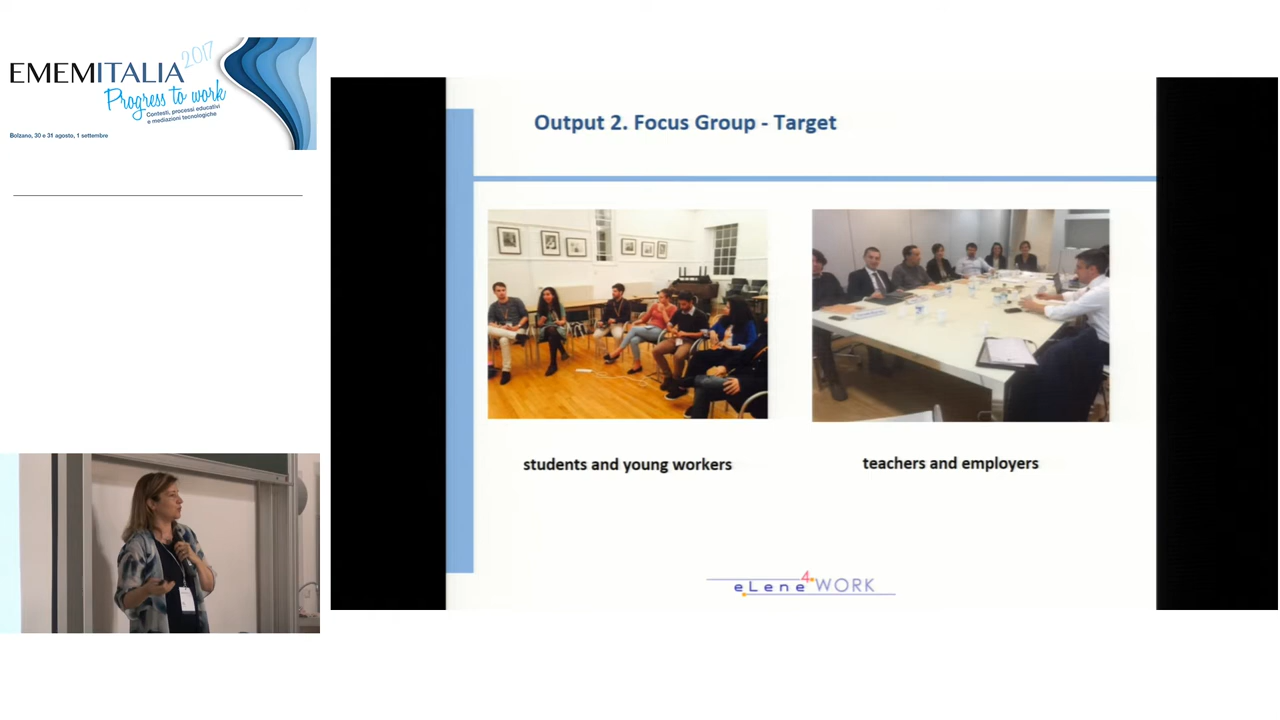 EMEMITALIA 2017
Progress to work
Contesti, processi educativi
e mediazioni tecnologiche
Bolzano, 30 e 31 agosto, 1 settembre
Output 2. Focus Group - Target
students and young workers
teachers and employers
eLene4WORK